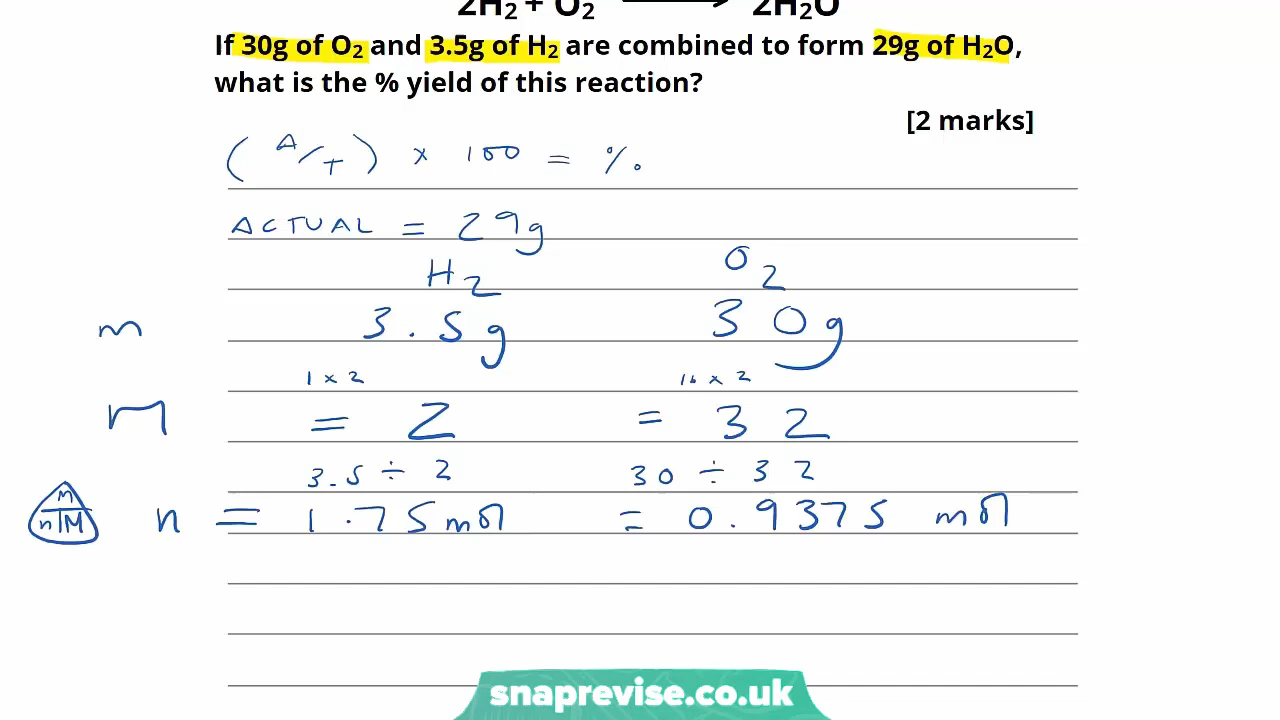 2H₂ + O₂ → 2H₂O
If 30g of O₂ and 3.5g of H₂ are combined to form 29g of H₂O,
what is the % yield of this reaction?
[2 marks]
( A/T ) × 100 = %
ACTUAL = 29g
H₂ O₂
m 3.5g 30g
1 × 2 16 × 2
M = 2 = 32
3.5 ÷ 2 30 ÷ 32
m
n M n = 1.75 mol = 0.9375 mol
snaprevise.co.uk